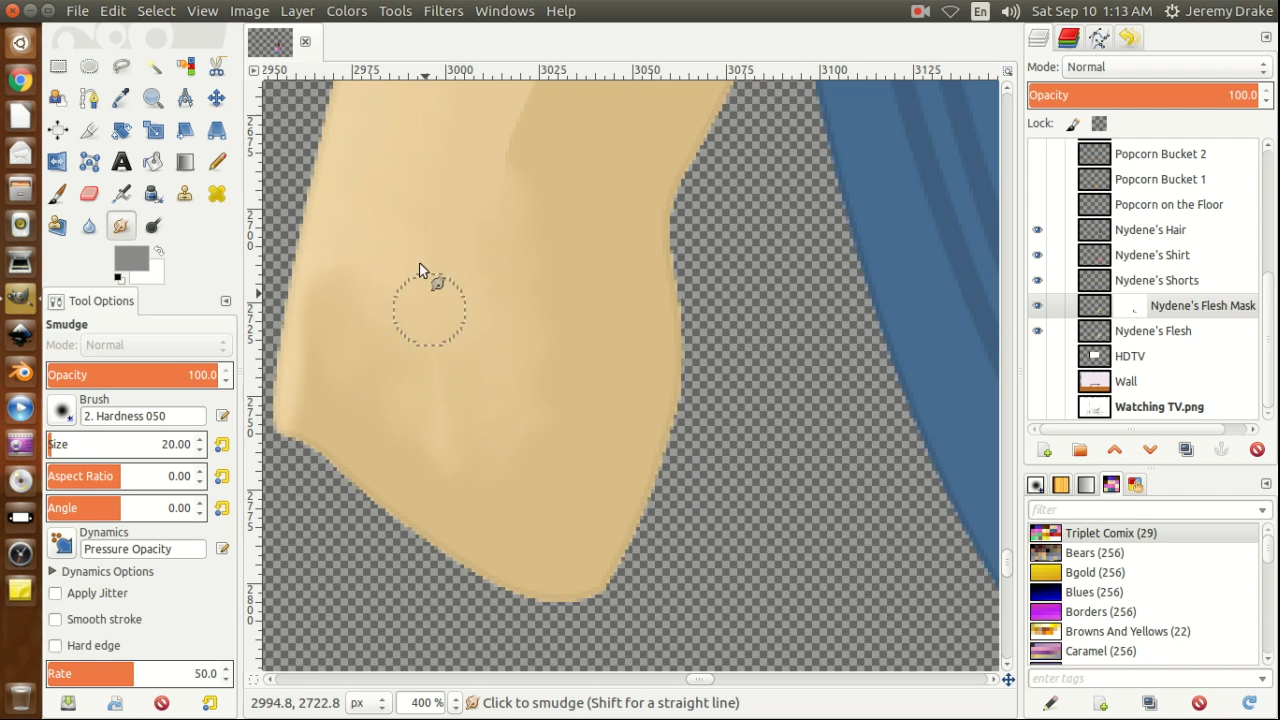 File Edit Select View Image Layer Colors Tools Filters Windows Help
En Sat Sep 10 1:13 AM Jeremy Drake
2950 2975 3000 3025 3050 3075 3100 3125
2675
2700
2725
2750
2775
2800
Tool Options
Smudge
Mode: Normal
Opacity 100.0
Brush
2. Hardness 050
Size 20.00
Aspect Ratio 0.00
Angle 0.00
Dynamics
Pressure Opacity
Dynamics Options
Apply Jitter
Smooth stroke
Hard edge
Rate 50.0
2994.8, 2722.8 px 400 % Click to smudge (Shift for a straight line)
Mode: Normal
Opacity 100.0
Lock:
Popcorn Bucket 2
Popcorn Bucket 1
Popcorn on the Floor
Nydene's Hair
Nydene's Shirt
Nydene's Shorts
Nydene's Flesh Mask
Nydene's Flesh
HDTV
Wall
Watching TV.png
filter
Triplet Comix (29)
Bears (256)
Bgold (256)
Blues (256)
Borders (256)
Browns And Yellows (22)
Caramel (256)
enter tags